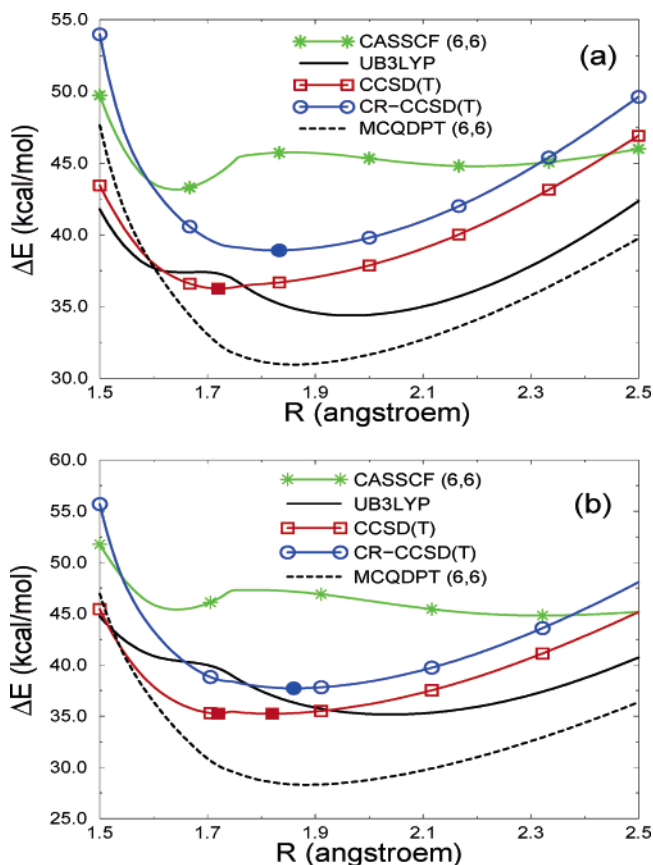 55.0
50.0
45.0
40.0
35.0
30.0
ΔE (kcal/mol)
CASSCF (6,6)
UB3LYP
CCSD(T)
CR−CCSD(T)
MCQDPT (6,6)
(a)
1.5 1.7 1.9 2.1 2.3 2.5
R (angstroem)
60.0
55.0
50.0
45.0
40.0
35.0
30.0
25.0
ΔE (kcal/mol)
CASSCF (6,6)
UB3LYP
CCSD(T)
CR−CCSD(T)
MCQDPT (6,6)
(b)
1.5 1.7 1.9 2.1 2.3 2.5
R (angstroem)